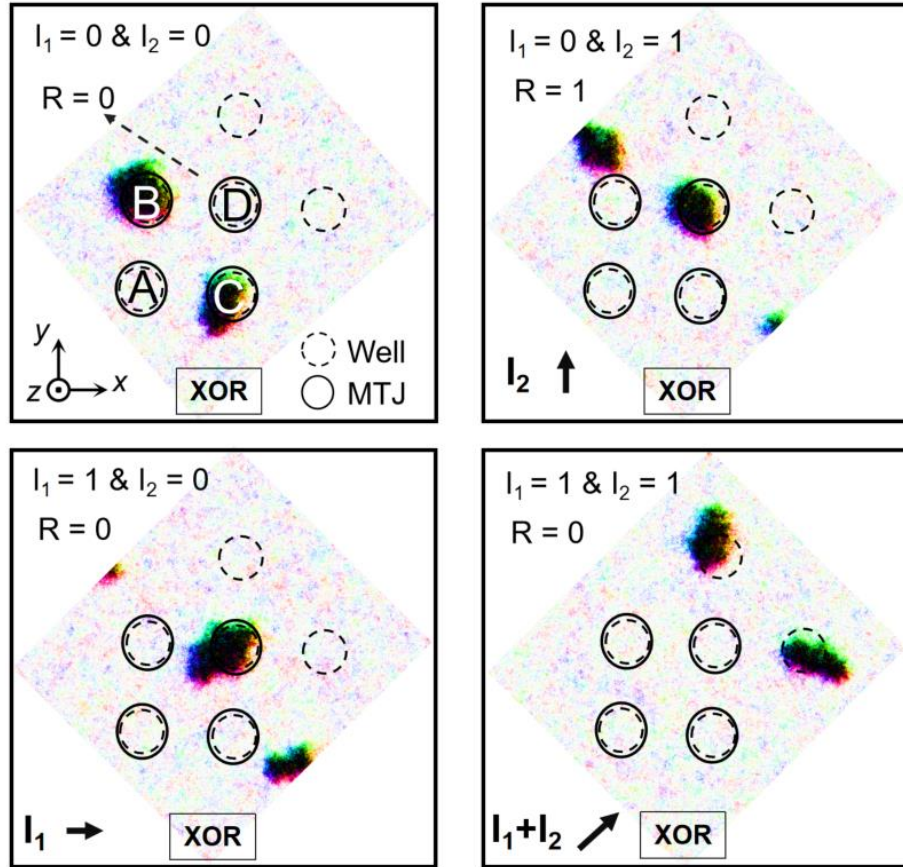 I₁ = 0 & I₂ = 0
R = 0
B
D
A
C
y
z
x
Well
MTJ
XOR
I₁ = 0 & I₂ = 1
R = 1
I₂
XOR
I₁ = 1 & I₂ = 0
R = 0
I₁
XOR
I₁ = 1 & I₂ = 1
R = 0
I₁+I₂
XOR